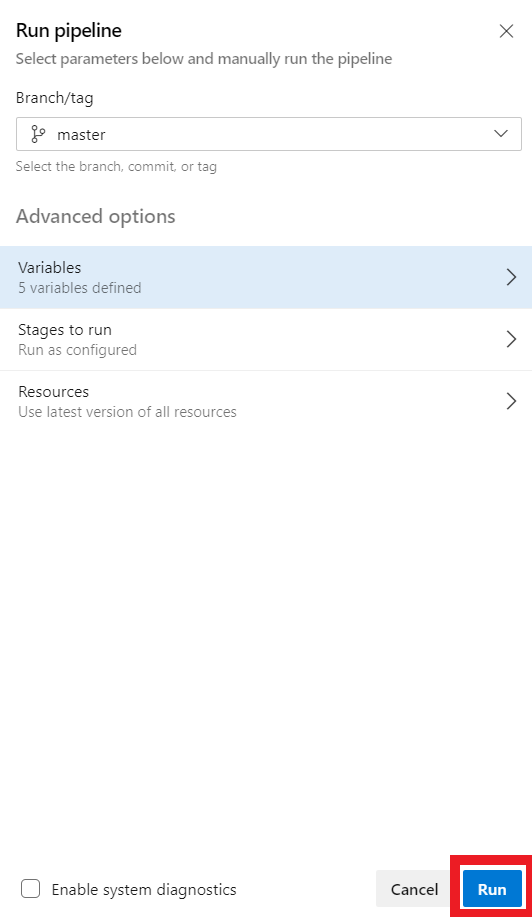 Run pipeline
Select parameters below and manually run the pipeline
Branch/tag
master
Select the branch, commit, or tag
Advanced options
Variables
5 variables defined
Stages to run
Run as configured
Resources
Use latest version of all resources
Enable system diagnostics
Cancel
Run